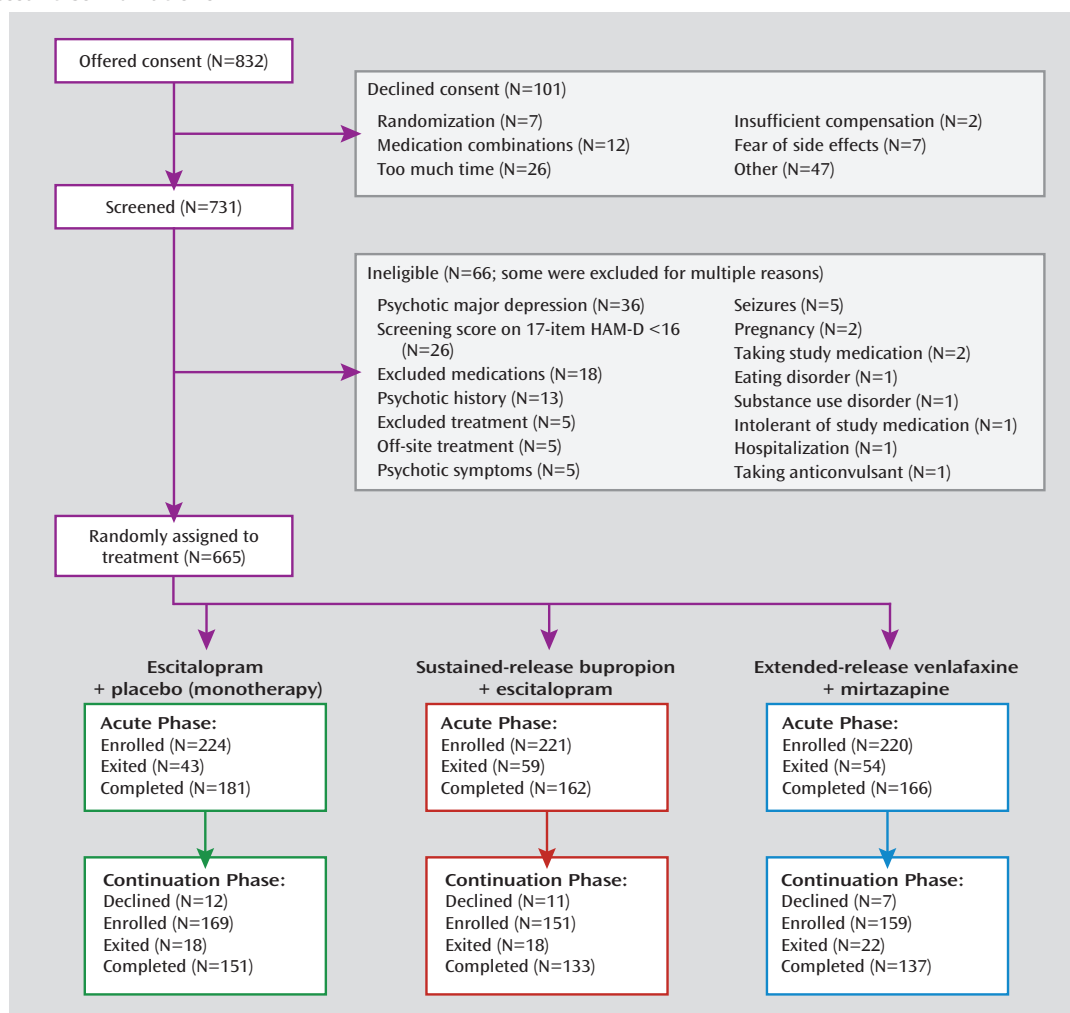 Offered consent (N=832)
Declined consent (N=101)
Randomization (N=7)
Medication combinations (N=12)
Too much time (N=26)
Insufficient compensation (N=2)
Fear of side effects (N=7)
Other (N=47)
Screened (N=731)
Ineligible (N=66; some were excluded for multiple reasons)
Psychotic major depression (N=36)
Screening score on 17-item HAM-D <16
(N=26)
Excluded medications (N=18)
Psychotic history (N=13)
Excluded treatment (N=5)
Off-site treatment (N=5)
Psychotic symptoms (N=5)
Seizures (N=5)
Pregnancy (N=2)
Taking study medication (N=2)
Eating disorder (N=1)
Substance use disorder (N=1)
Intolerant of study medication (N=1)
Hospitalization (N=1)
Taking anticonvulsant (N=1)
Randomly assigned to
treatment (N=665)
Escitalopram
+ placebo (monotherapy)
Acute Phase:
Enrolled (N=224)
Exited (N=43)
Completed (N=181)
Continuation Phase:
Declined (N=12)
Enrolled (N=169)
Exited (N=18)
Completed (N=151)
Sustained-release bupropion
+ escitalopram
Acute Phase:
Enrolled (N=221)
Exited (N=59)
Completed (N=162)
Continuation Phase:
Declined (N=11)
Enrolled (N=151)
Exited (N=18)
Completed (N=133)
Extended-release venlafaxine
+ mirtazapine
Acute Phase:
Enrolled (N=220)
Exited (N=54)
Completed (N=166)
Continuation Phase:
Declined (N=7)
Enrolled (N=159)
Exited (N=22)
Completed (N=137)